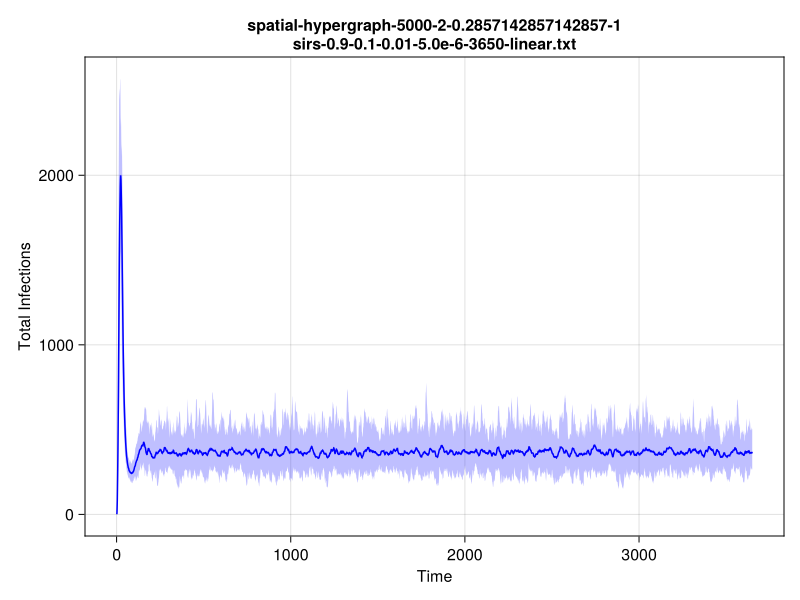 spatial-hypergraph-5000-2-0.2857142857142857-1
sirs-0.9-0.1-0.01-5.0e-6-3650-linear.txt
Total Infections
2000
1000
0
0
1000
2000
3000
Time